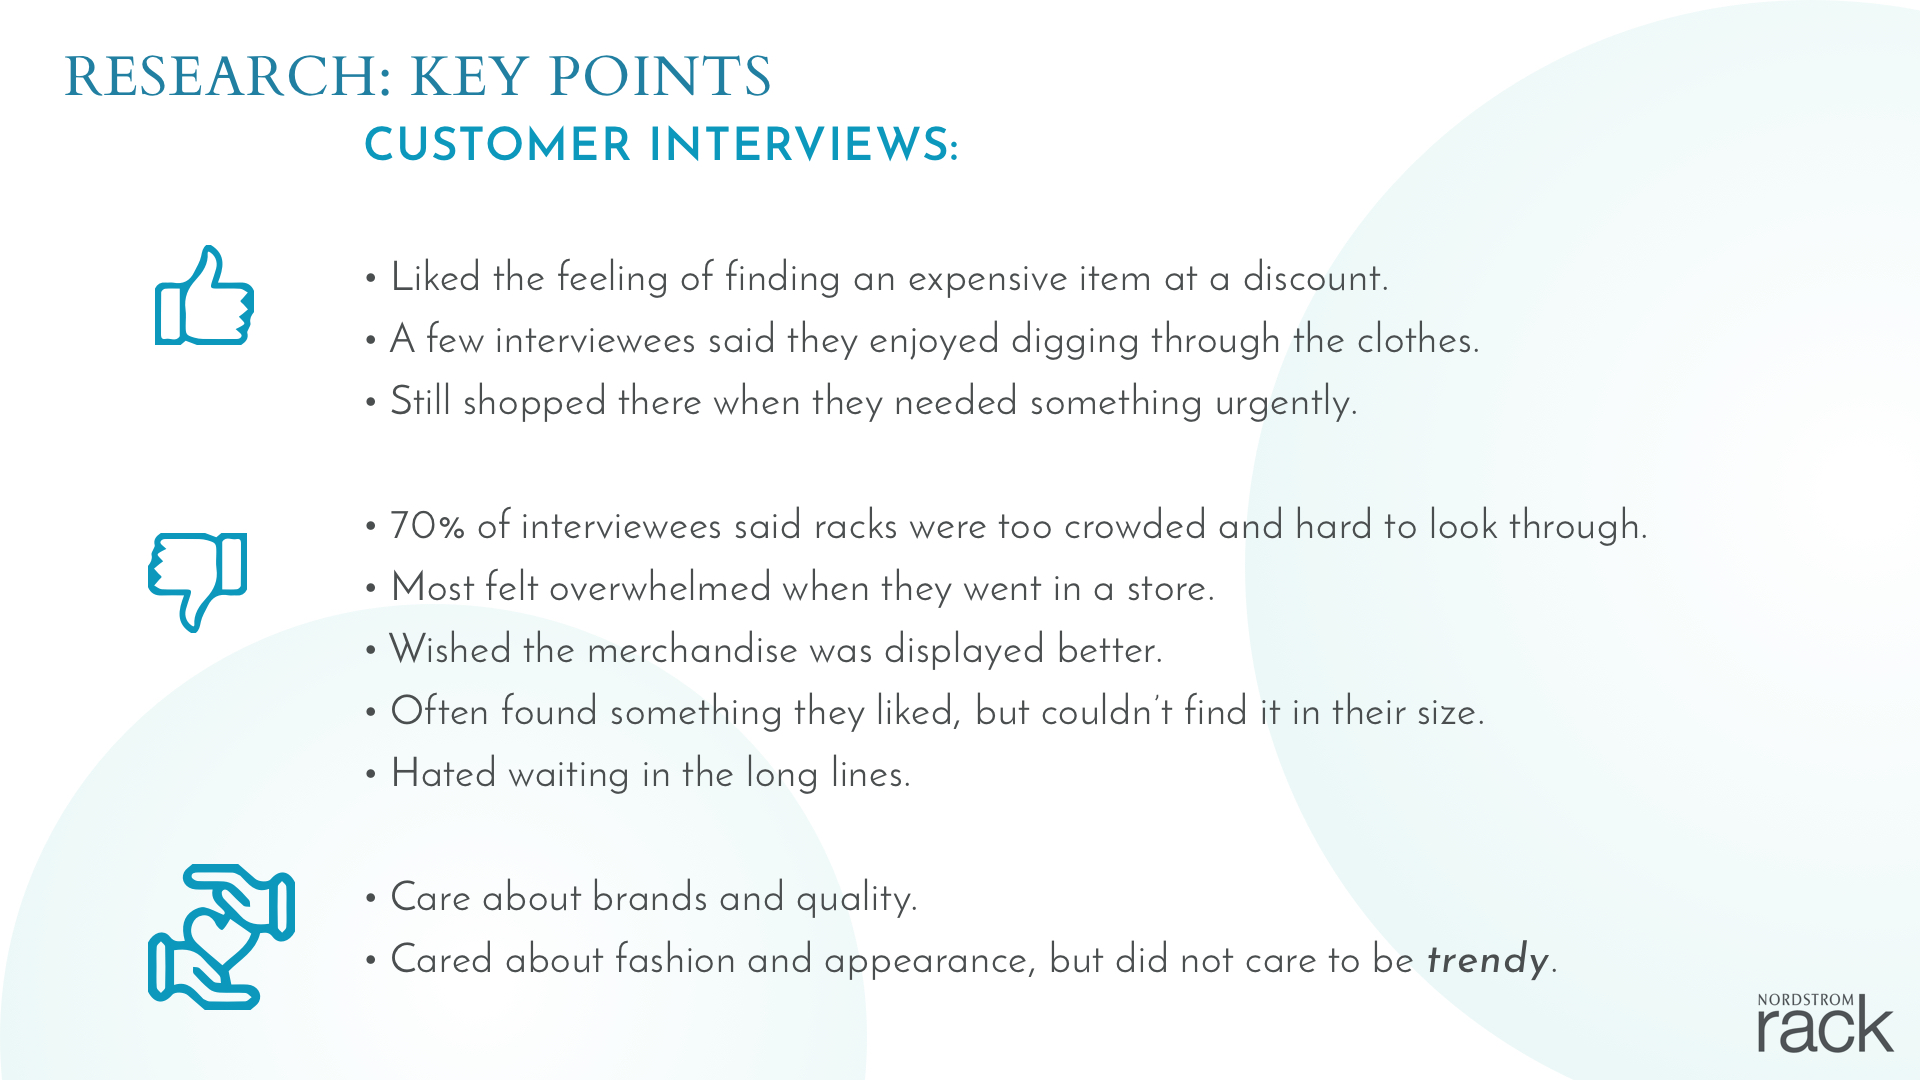 RESEARCH: KEY POINTS
CUSTOMER INTERVIEWS:
• Liked the feeling of finding an expensive item at a discount.
• A few interviewees said they enjoyed digging through the clothes.
• Still shopped there when they needed something urgently.
• 70% of interviewees said racks were too crowded and hard to look through.
• Most felt overwhelmed when they went in a store.
• Wished the merchandise was displayed better.
• Often found something they liked, but couldn't find it in their size.
• Hated waiting in the long lines.
• Care about brands and quality.
• Cared about fashion and appearance, but did not care to be trendy.
NORDSTROM
rack